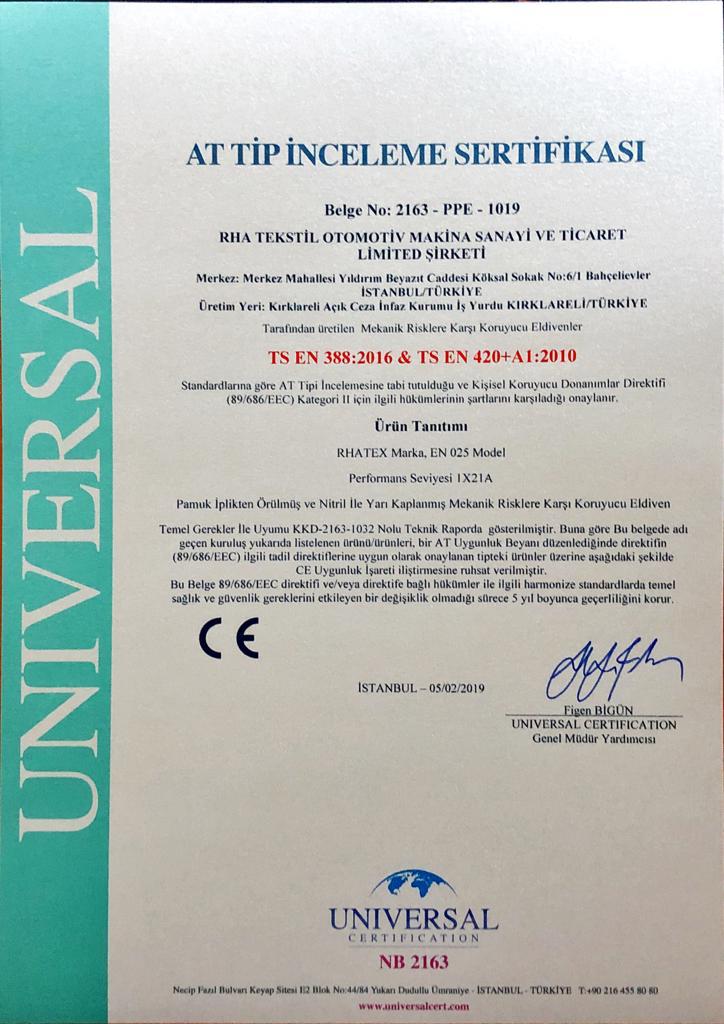 UNIVERSAL
AT TİP İNCELEME SERTİFİKASI
Belge No: 2163 - PPE - 1019
RHA TEKSTİL OTOMOTİV MAKİNA SANAYİ VE TİCARET
LİMİTED ŞİRKETİ
Merkez: Merkez Mahallesi Yıldırım Beyazıt Caddesi Köksal Sokak No:6/1 Bahçelievler
İSTANBUL/TÜRKİYE
Üretim Yeri: Kırklareli Açık Ceza İnfaz Kurumu İş Yurdu KIRKLARELİ/TÜRKİYE
Tarafından üretilen Mekanik Risklere Karşı Koruyucu Eldivenler
TS EN 388:2016 & TS EN 420+A1:2010
Standardlarına göre AT Tipi İncelemesine tabi tutulduğu ve Kişisel Koruyucu Donanımlar Direktifi
(89/686/EEC) Kategori II için ilgili hükümlerinin şartlarını karşıladığı onaylanır.
Ürün Tanıtımı
RHATEX Marka, EN 025 Model
Performans Seviyesi 1X21A
Pamuk İplikten Örülmüş ve Nitril İle Yarı Kaplanmış Mekanik Risklere Karşı Koruyucu Eldiven
Temel Gerekler İle Uyumu KKD-2163-1032 Nolu Teknik Raporda gösterilmiştir. Buna göre Bu belgede adı
geçen kuruluş yukarıda listelenen ürünü/ürünleri, bir AT Uygunluk Beyanı düzenlediğinde direktifin
(89/686/EEC) ilgili tadil direktiflerine uygun olarak onaylanan tipteki ürünler üzerine aşağıdaki şekilde
CE Uygunluk İşareti iliştirmesine ruhsat verilmiştir.
Bu Belge 89/686/EEC direktifi ve/veya direktife bağlı hükümler ile ilgili harmonize standardlarda temel
sağlık ve güvenlik gereklerini etkileyen bir değişiklik olmadığı sürece 5 yıl boyunca geçerliliğini korur.
CE
İSTANBUL – 05/02/2019
Figen BİGÜN
UNIVERSAL CERTIFICATION
Genel Müdür Yardımcısı
UNIVERSAL
CERTIFICATION
NB 2163
Necip Fazıl Bulvarı Keyap Sitesi E2 Blok No:44/84 Yukarı Dudullu Ümraniye - İSTANBUL - TÜRKİYE T:+90 216 455 80 80
www.universalcert.com